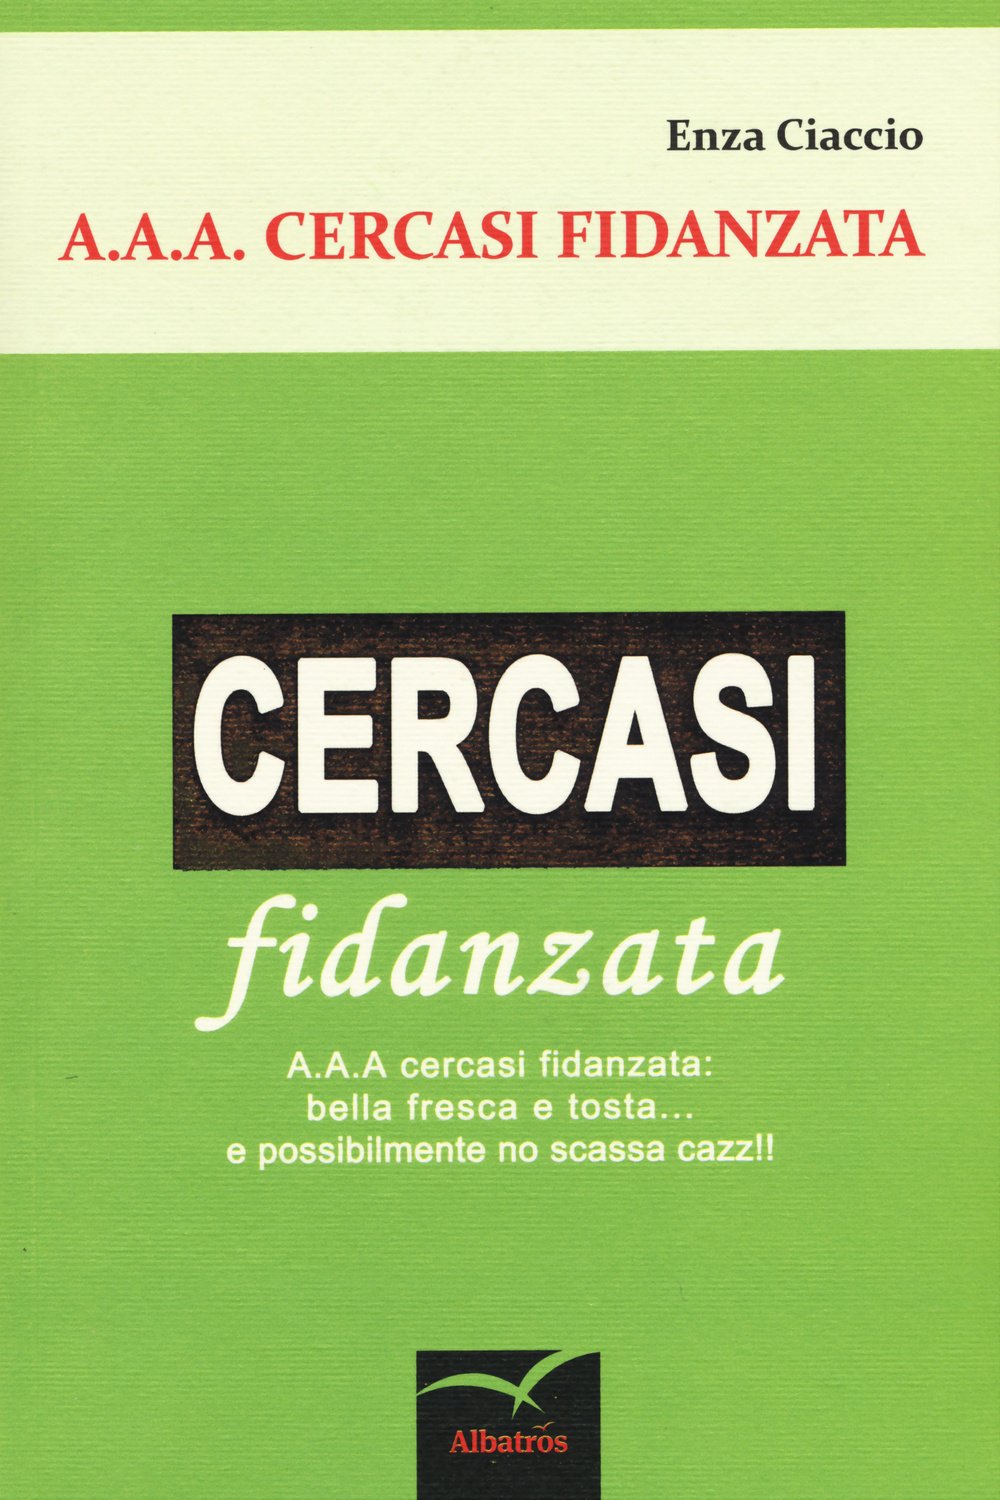 Enza Ciaccio
A.A.A. CERCASI FIDANZATA
CERCASI
fidanzata
A.A.A cercasi fidanzata:
bella fresca e tosta...
e possibilmente no scassa cazz!!
Albatros